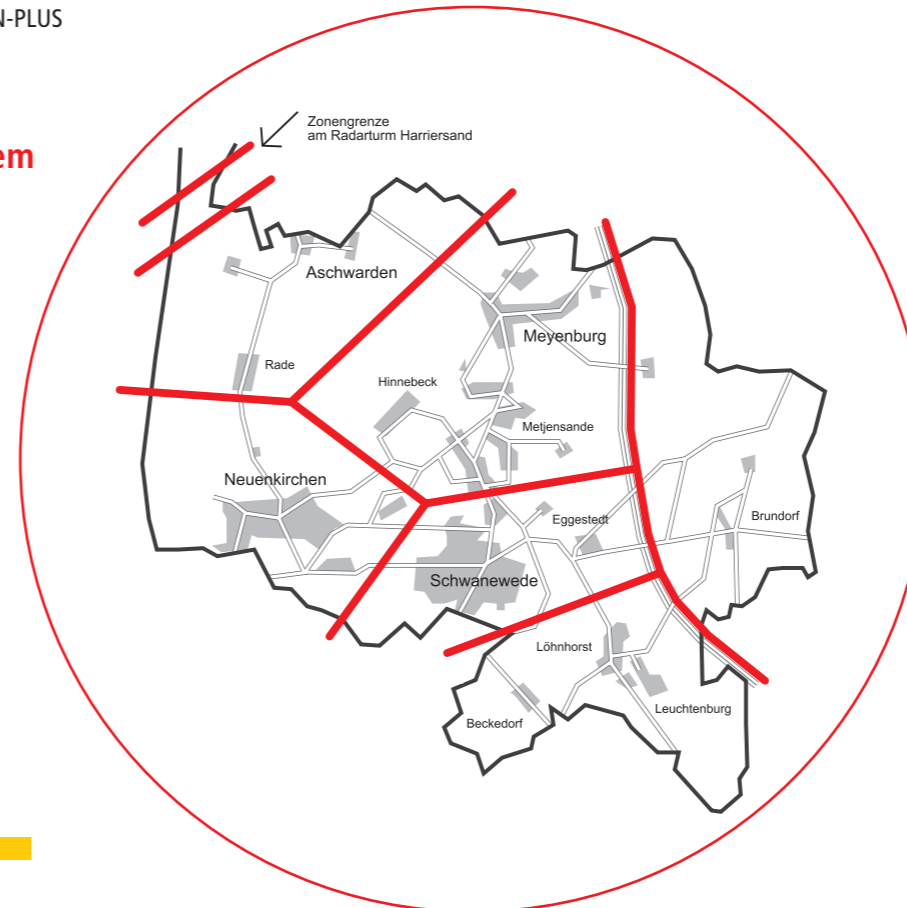 N-PLUS
Zonengrenze
am Radarturm Harriersand
em
Aschwarden
Meyenburg
Rade
Hinnebeck
Metjensande
Neuenkirchen
Eggestedt
Brundorf
Schwanewede
Löhnhorst
Leuchtenburg
Beckedorf